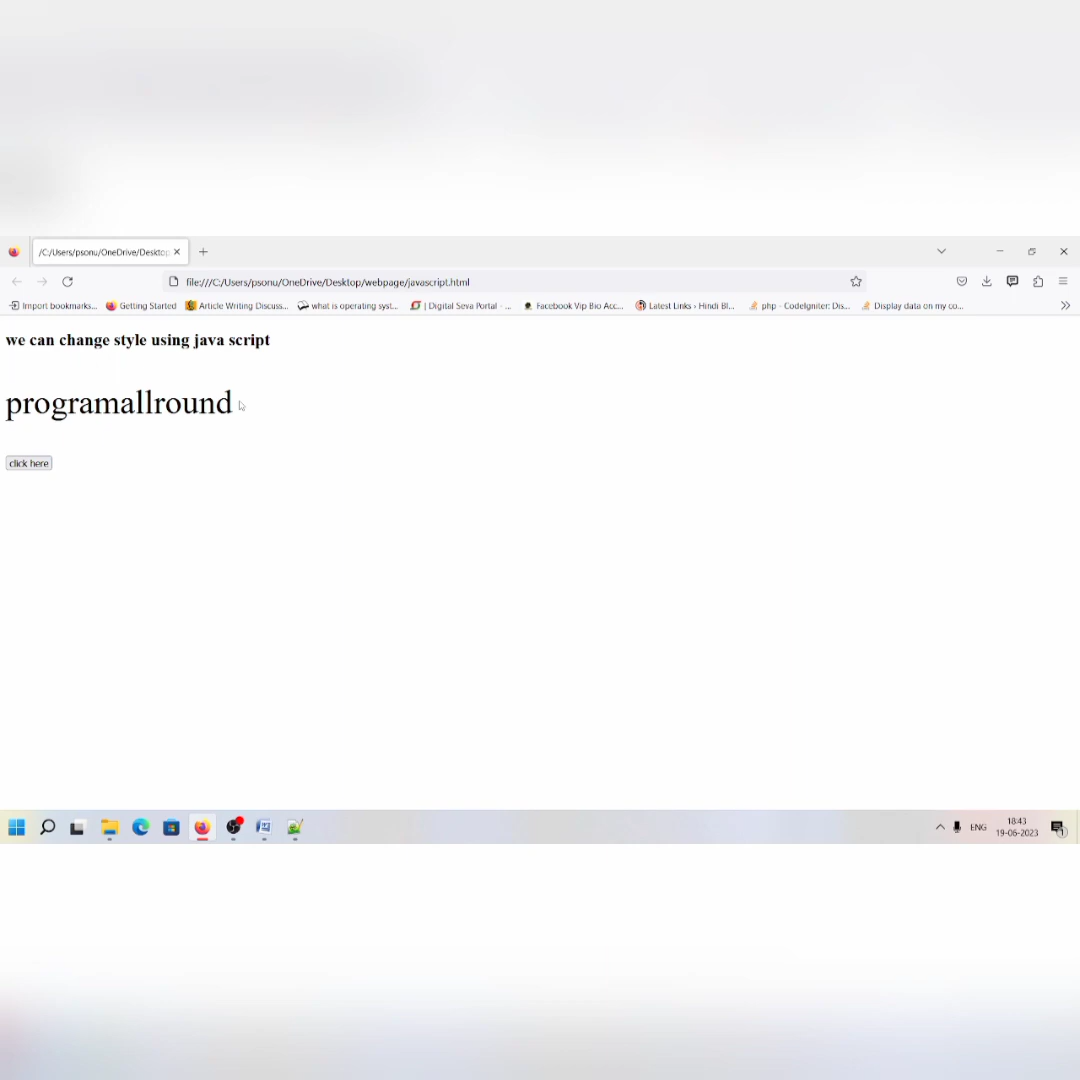 /C:/Users/psonu/OneDrive/Desktop
file:///C:/Users/psonu/OneDrive/Desktop/webpage/javascript.html
Import bookmarks... Getting Started Article Writing Discuss... what is operating syst... | Digital Seva Portal - ... Facebook Vip Bio Acc... Latest Links › Hindi Bl... php - CodeIgniter: Dis... Display data on my co...
we can change style using java script
programallround
click here
ENG
18:43
19-06-2023
1